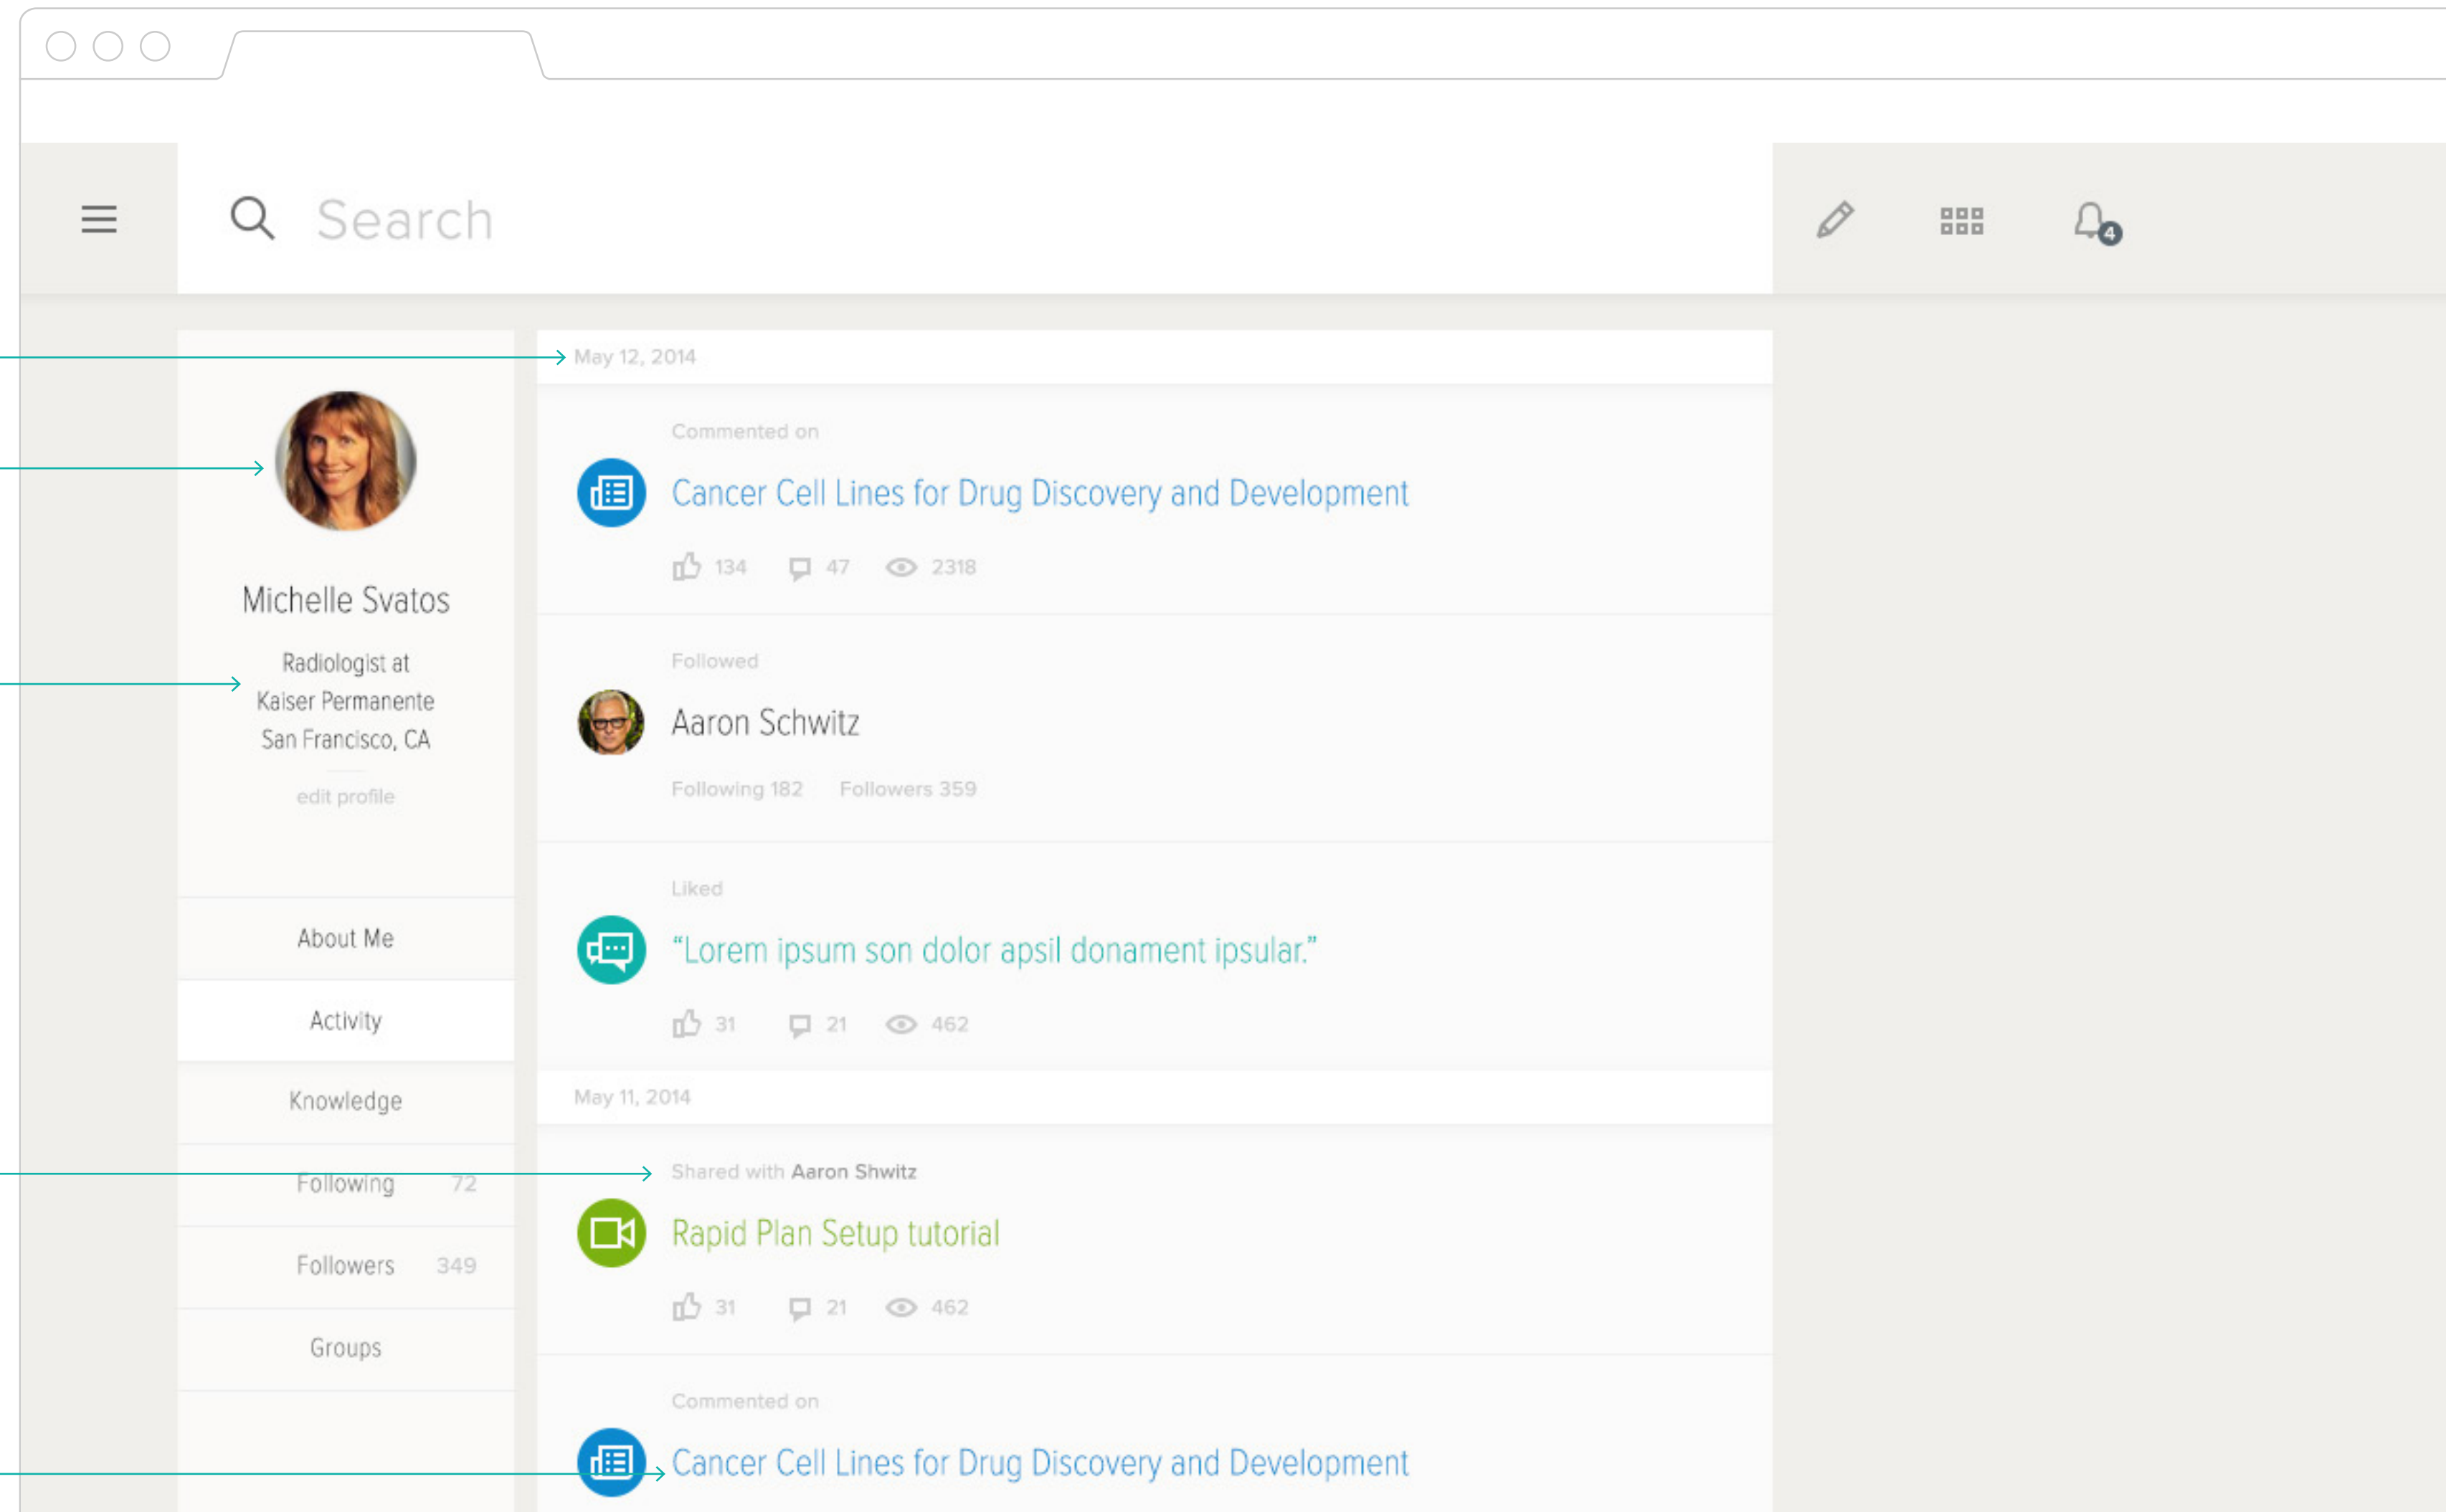 Search
4
Michelle Svatos
Radiologist at
Kaiser Permanente
San Francisco, CA
edit profile
About Me
Activity
Knowledge
Following 72
Followers 349
Groups
May 12, 2014
Commented on
Cancer Cell Lines for Drug Discovery and Development
134 47 2318
Followed
Aaron Schwitz
Following 182 Followers 359
Liked
“Lorem ipsum son dolor apsil donament ipsular.”
31 21 462
May 11, 2014
Shared with Aaron Shwitz
Rapid Plan Setup tutorial
31 21 462
Commented on
Cancer Cell Lines for Drug Discovery and Development